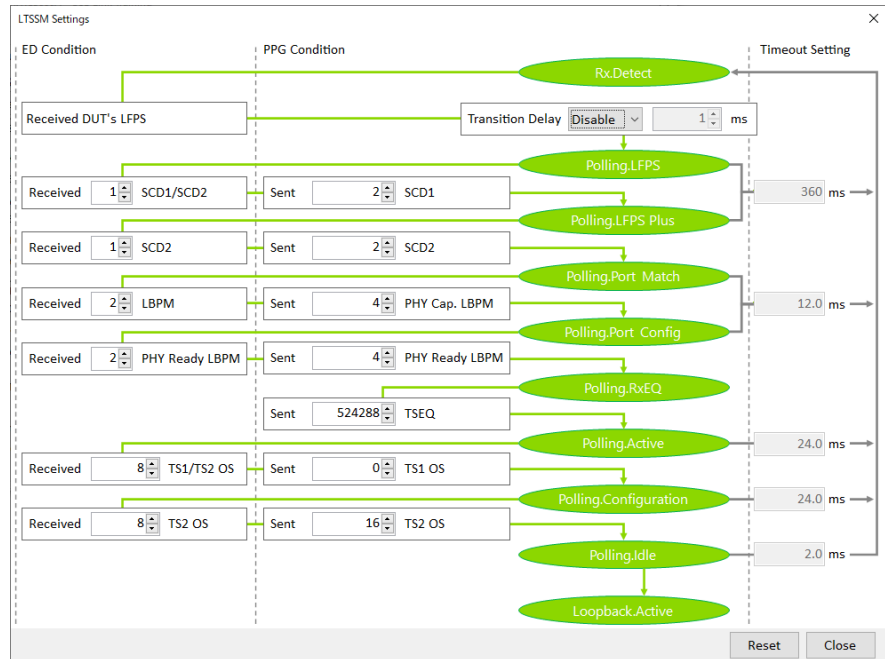 LTSSM Settings
ED Condition
PPG Condition
Timeout Setting
Rx.Detect
Received DUT's LFPS
Transition Delay Disable 1 ms
Polling.LFPS
Received 1 SCD1/SCD2 Sent 2 SCD1
360 ms
Polling.LFPS Plus
Received 1 SCD2 Sent 2 SCD2
Polling.Port Match
Received 2 LBPM Sent 4 PHY Cap. LBPM
12.0 ms
Polling.Port Config
Received 2 PHY Ready LBPM Sent 4 PHY Ready LBPM
Polling.RxEQ
Sent 524288 TSEQ
Polling.Active
24.0 ms
Received 8 TS1/TS2 OS Sent 0 TS1 OS
Polling.Configuration
24.0 ms
Received 8 TS2 OS Sent 16 TS2 OS
Polling.Idle
2.0 ms
Loopback.Active
Reset
Close